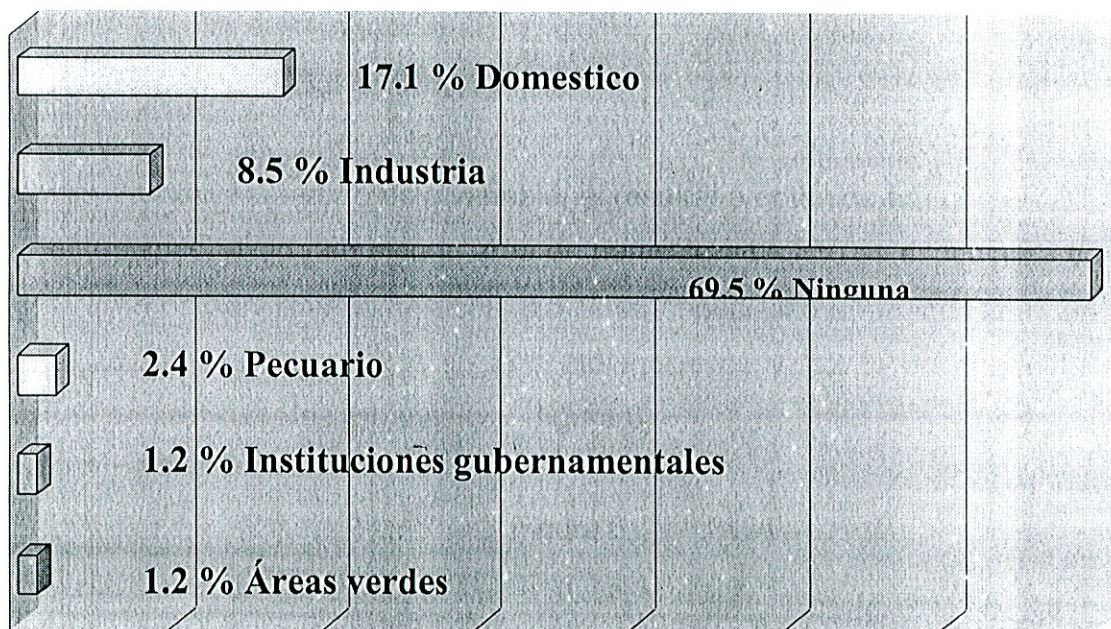 17.1 % Domestico
8.5 % Industria
69.5 % Ninguna
2.4 % Pecuario
1.2 % Instituciones gubernamentales
1.2 % Áreas verdes